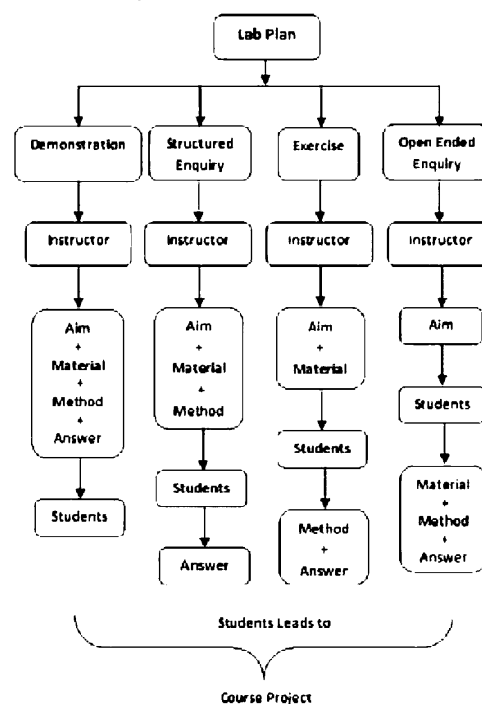 Lab Plan
Demonstration
Structured
Enquiry
Exercise
Open Ended
Enquiry
Instructor
Instructor
Instructor
Instructor
Aim
+
Material
+
Method
+
Answer
Students
Aim
+
Material
+
Method
Students
Answer
Aim
+
Material
Students
Method
+
Answer
Aim
Students
Material
+
Method
+
Answer
Students Leads to
Course Project